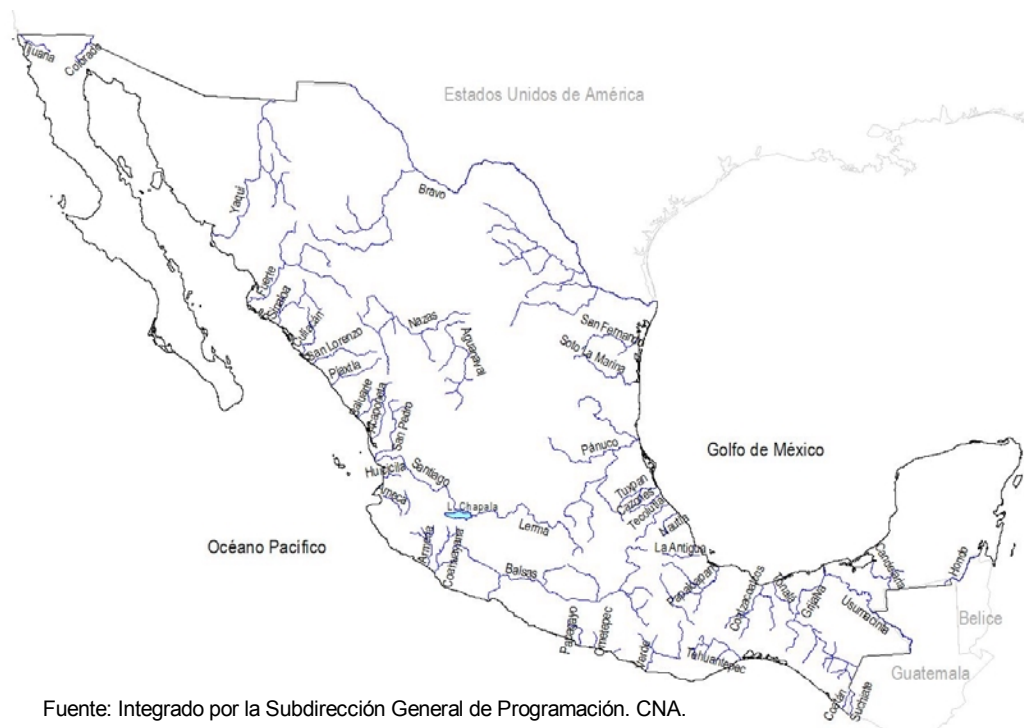 Tijuana
Colorado
Estados Unidos de América
Bravo
Yaqui
Fuerte
Sinaloa
Culiacán
San Lorenzo
Piaxtla
Nazas
Aguanaval
San Fernando
Soto La Marina
Baluarte
Acaponeta
San Pedro
Pánuco
Golfo de México
Huicicila
Santiago
Ameca
L. Chapala
Lerma
Tuxpan
Cazones
Tecolutla
Nautla
La Antigua
Océano Pacífico
Armería
Coahuayana
Balsas
Papaloapan
Coatzacoalcos
Tonalá
Grijalva
Usumacinta
Candelaria
Hondo
Belice
Papagayo
Ometepec
Verde
Tehuantepec
Guatemala
Coatán
Suchiate
Fuente: Integrado por la Subdirección General de Programación. CNA.